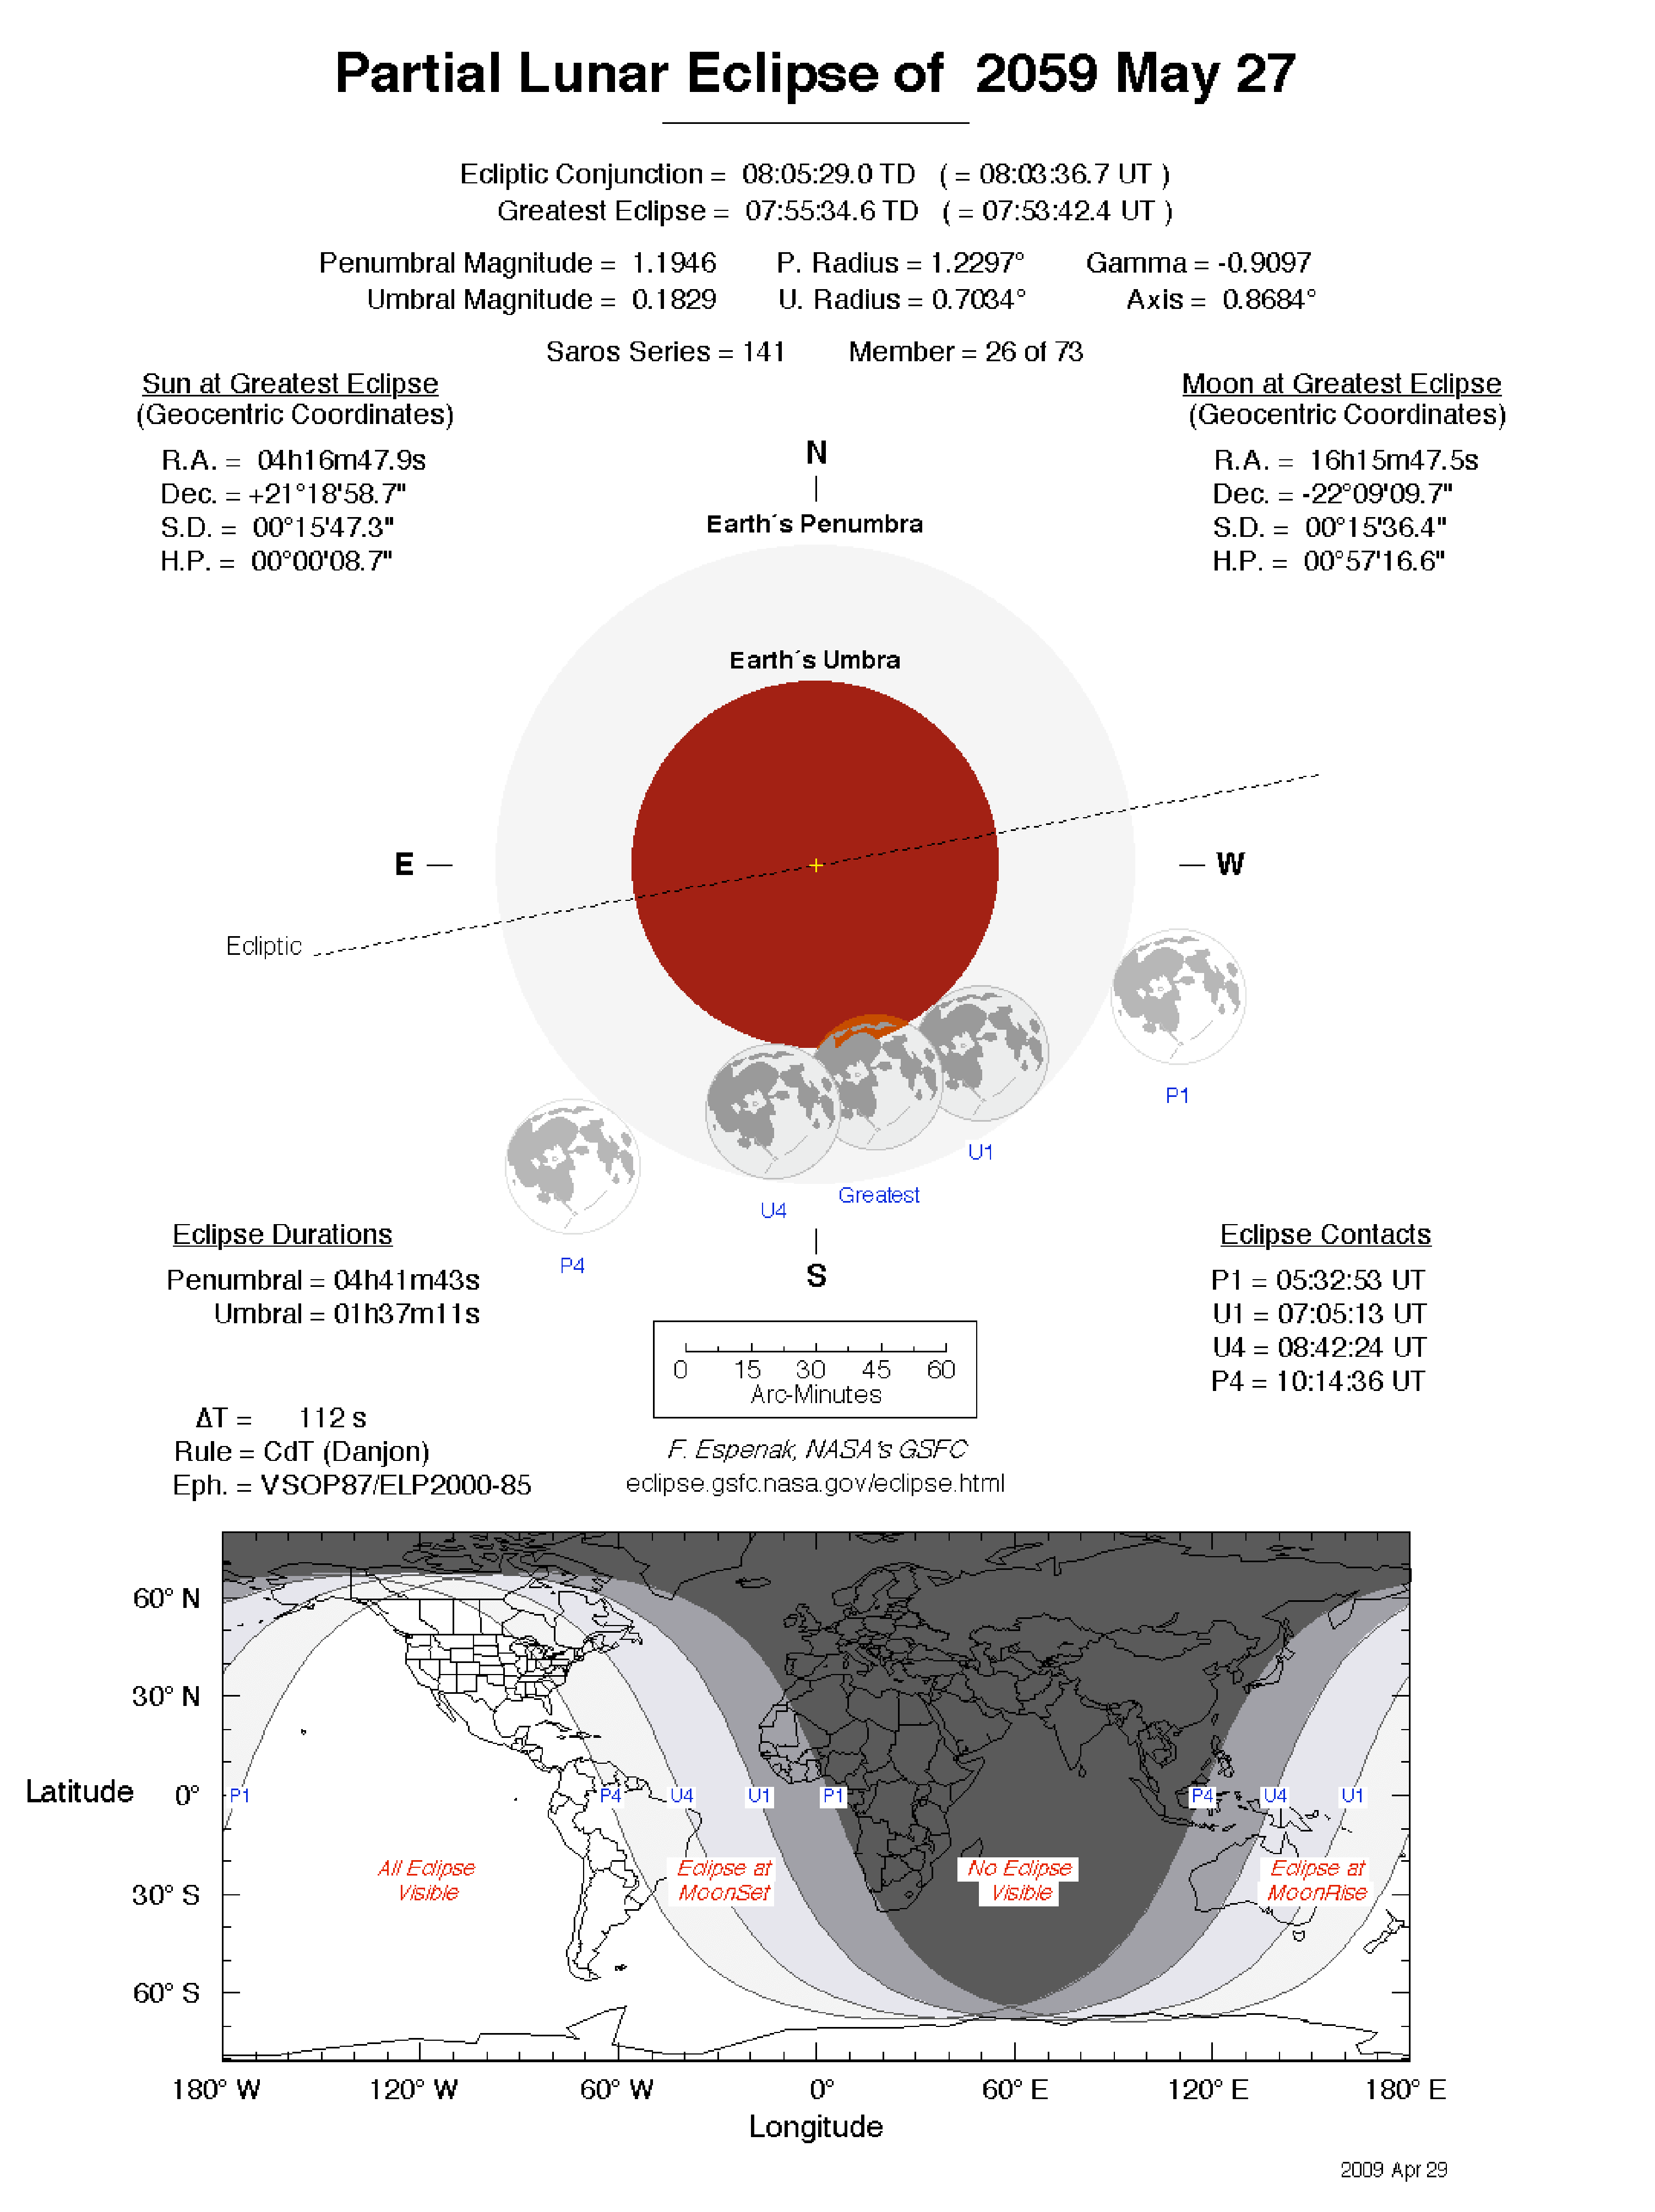 Partial Lunar Eclipse of 2059 May 27
Ecliptic Conjunction = 08:05:29.0 TD ( = 08:03:36.7 UT )
Greatest Eclipse = 07:55:34.6 TD ( = 07:53:42.4 UT )
Penumbral Magnitude = 1.1946 P. Radius = 1.2297° Gamma = -0.9097
Umbral Magnitude = 0.1829 U. Radius = 0.7034° Axis = 0.8684°
Saros Series = 141 Member = 26 of 73
Sun at Greatest Eclipse
(Geocentric Coordinates)
R.A. = 04h16m47.9s
Dec. = +21°18'58.7"
S.D. = 00°15'47.3"
H.P. = 00°00'08.7"
Moon at Greatest Eclipse
(Geocentric Coordinates)
R.A. = 16h15m47.5s
Dec. = -22°09'09.7"
S.D. = 00°15'36.4"
H.P. = 00°57'16.6"
N
Earth´s Penumbra
Earth´s Umbra
E
W
Ecliptic
P1
U1
Greatest
U4
P4
S
Eclipse Durations
Penumbral = 04h41m43s
Umbral = 01h37m11s
Eclipse Contacts
P1 = 05:32:53 UT
U1 = 07:05:13 UT
U4 = 08:42:24 UT
P4 = 10:14:36 UT
0 15 30 45 60
Arc-Minutes
ΔT = 112 s
Rule = CdT (Danjon)
Eph. = VSOP87/ELP2000-85
F. Espenak, NASA's GSFC
eclipse.gsfc.nasa.gov/eclipse.html
60° N
30° N
Latitude 0°
30° S
60° S
P1 P4 U4 U1 P1 P4 U4 U1
All Eclipse
Visible
Eclipse at
MoonSet
No Eclipse
Visible
Eclipse at
MoonRise
180° W 120° W 60° W 0° 60° E 120° E 180° E
Longitude
2009 Apr 29